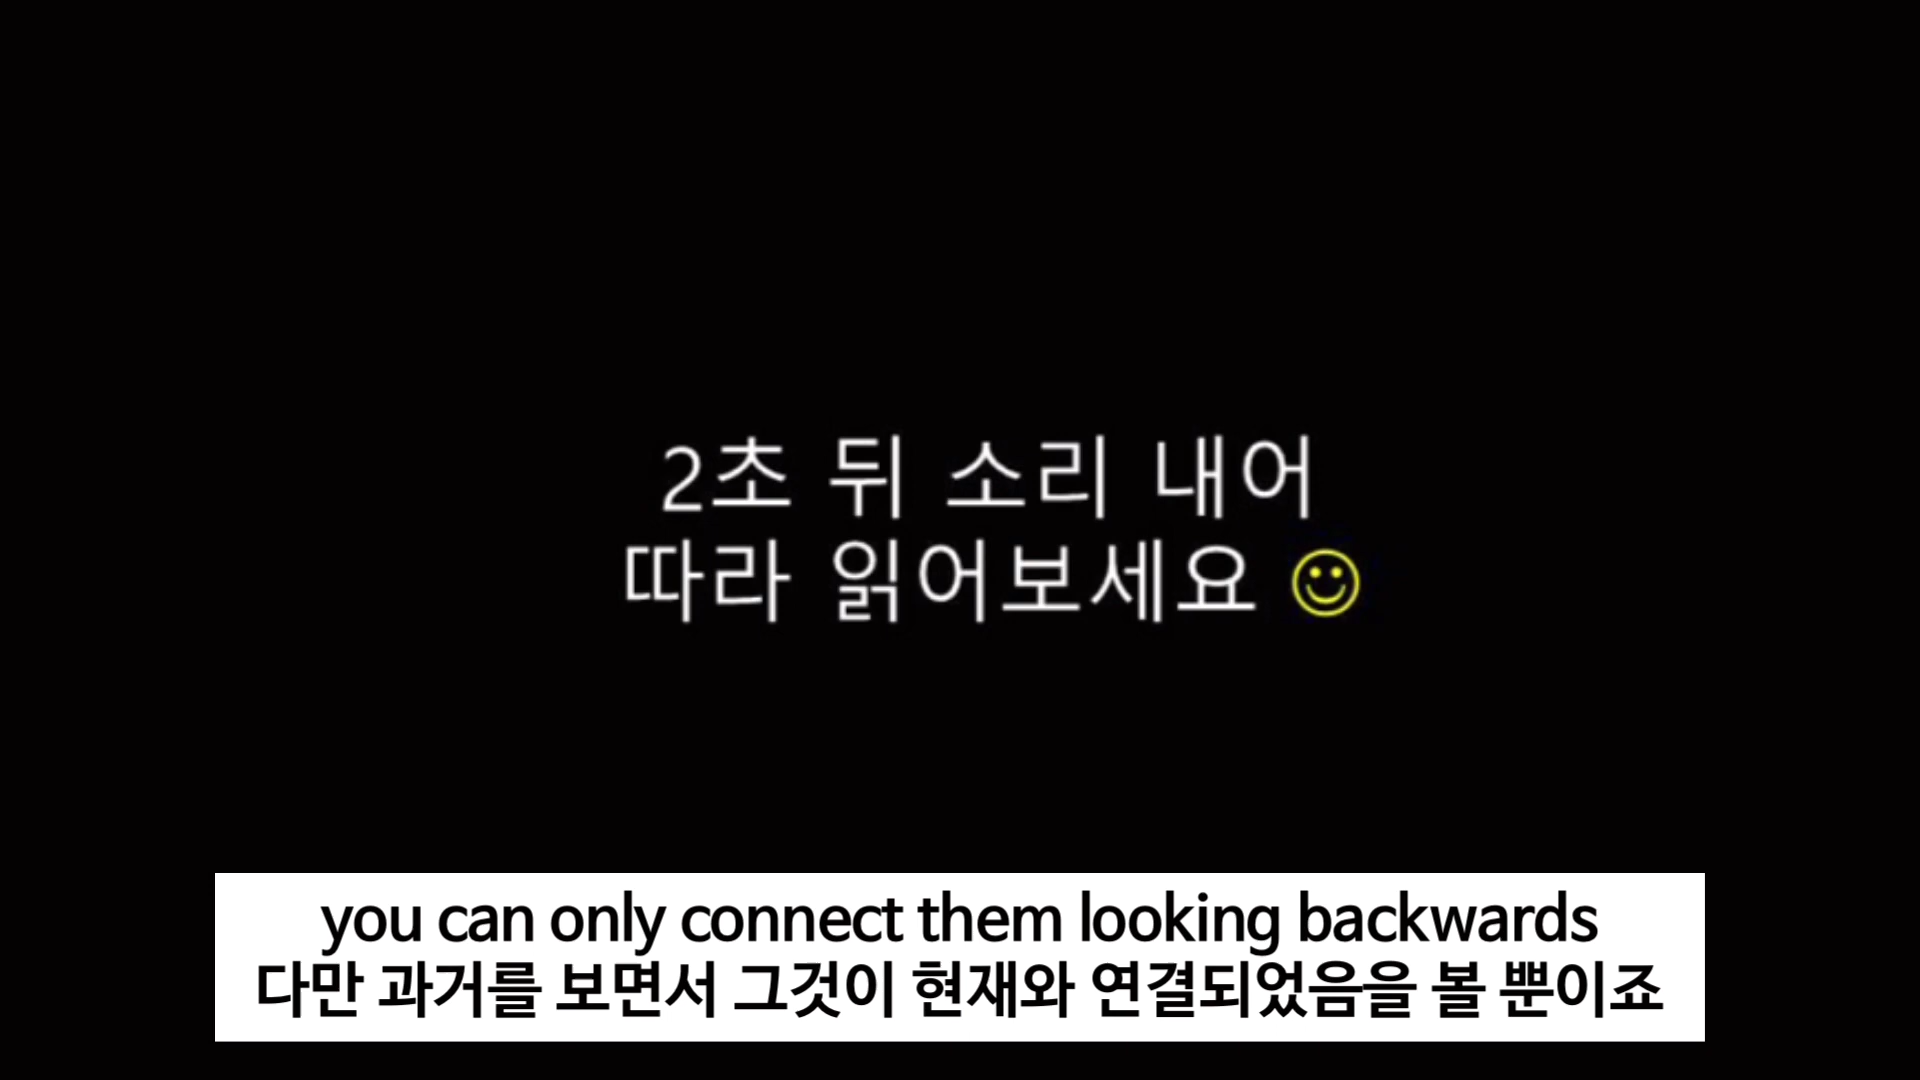 2초 뒤 소리 내어
따라 읽어보세요 ☺
you can only connect them looking backwards
다만 과거를 보면서 그것이 현재와 연결되었음을 볼 뿐이죠